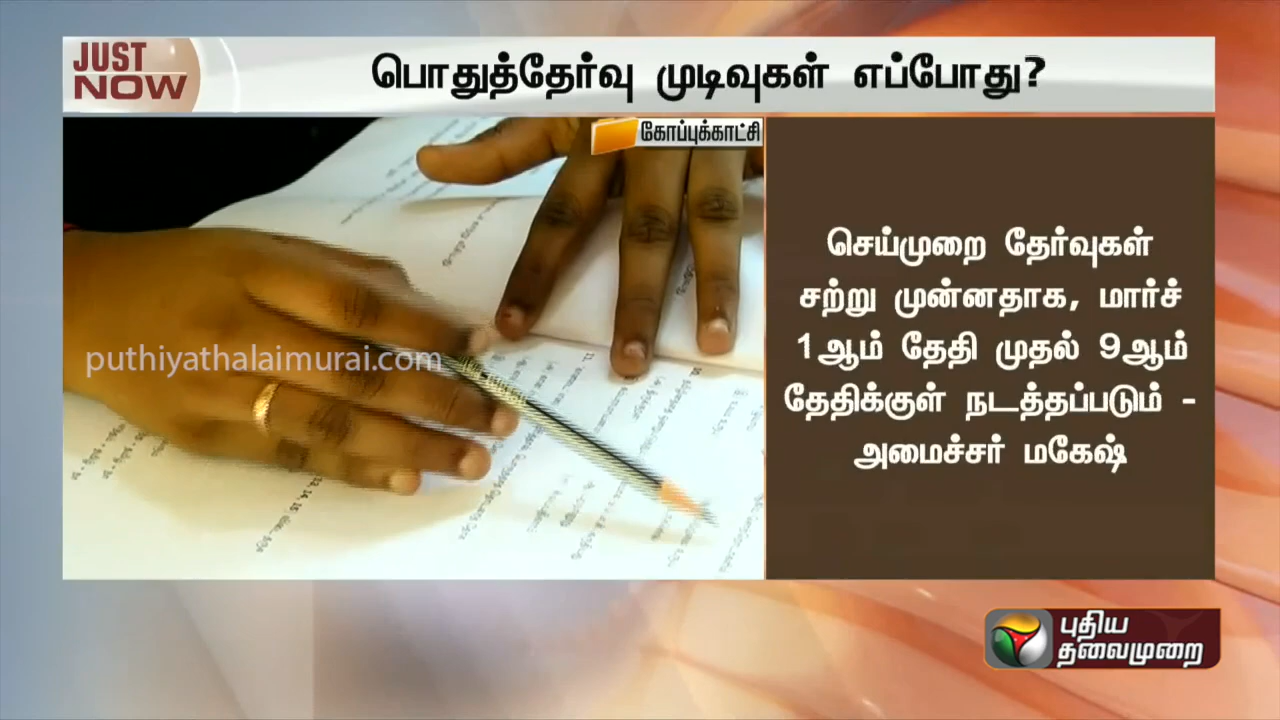 JUST
NOW
பொதுத்தேர்வு முடிவுகள் எப்போது?
கோப்புக்காட்சி
puthiyathalaimurai.com
செய்முறை தேர்வுகள்
சற்று முன்னதாக, மார்ச்
1ஆம் தேதி முதல் 9ஆம்
தேதிக்குள் நடத்தப்படும் -
அமைச்சர் மகேஷ்
புதிய
தலைமுறை